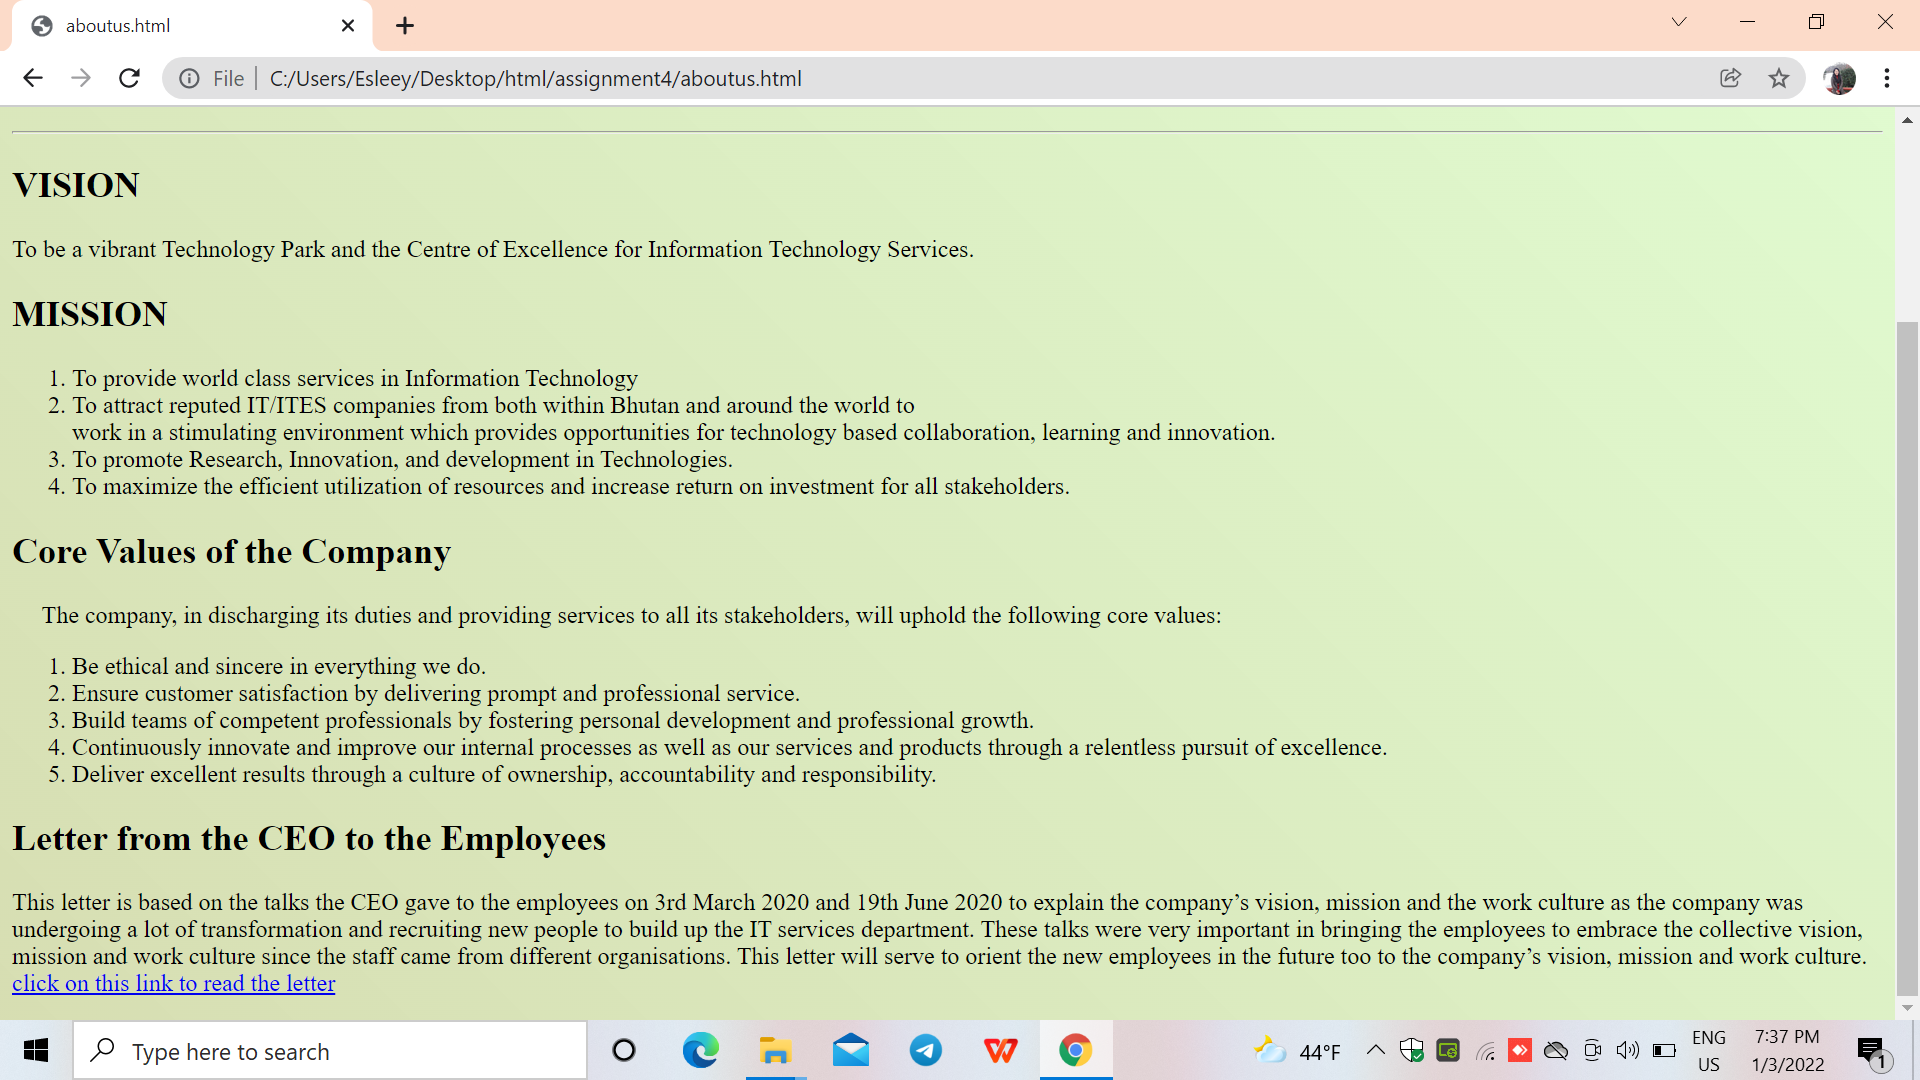 aboutus.html
File
C:/Users/Esleey/Desktop/html/assignment4/aboutus.html
VISION
To be a vibrant Technology Park and the Centre of Excellence for Information Technology Services.
MISSION
1. To provide world class services in Information Technology
2. To attract reputed IT/ITES companies from both within Bhutan and around the world to
work in a stimulating environment which provides opportunities for technology based collaboration, learning and innovation.
3. To promote Research, Innovation, and development in Technologies.
4. To maximize the efficient utilization of resources and increase return on investment for all stakeholders.
Core Values of the Company
The company, in discharging its duties and providing services to all its stakeholders, will uphold the following core values:
1. Be ethical and sincere in everything we do.
2. Ensure customer satisfaction by delivering prompt and professional service.
3. Build teams of competent professionals by fostering personal development and professional growth.
4. Continuously innovate and improve our internal processes as well as our services and products through a relentless pursuit of excellence.
5. Deliver excellent results through a culture of ownership, accountability and responsibility.
Letter from the CEO to the Employees
This letter is based on the talks the CEO gave to the employees on 3rd March 2020 and 19th June 2020 to explain the company’s vision, mission and the work culture as the company was
undergoing a lot of transformation and recruiting new people to build up the IT services department. These talks were very important in bringing the employees to embrace the collective vision,
mission and work culture since the staff came from different organisations. This letter will serve to orient the new employees in the future too to the company’s vision, mission and work culture.
click on this link to read the letter
Type here to search
44°F
ENG
US
7:37 PM
1/3/2022
1